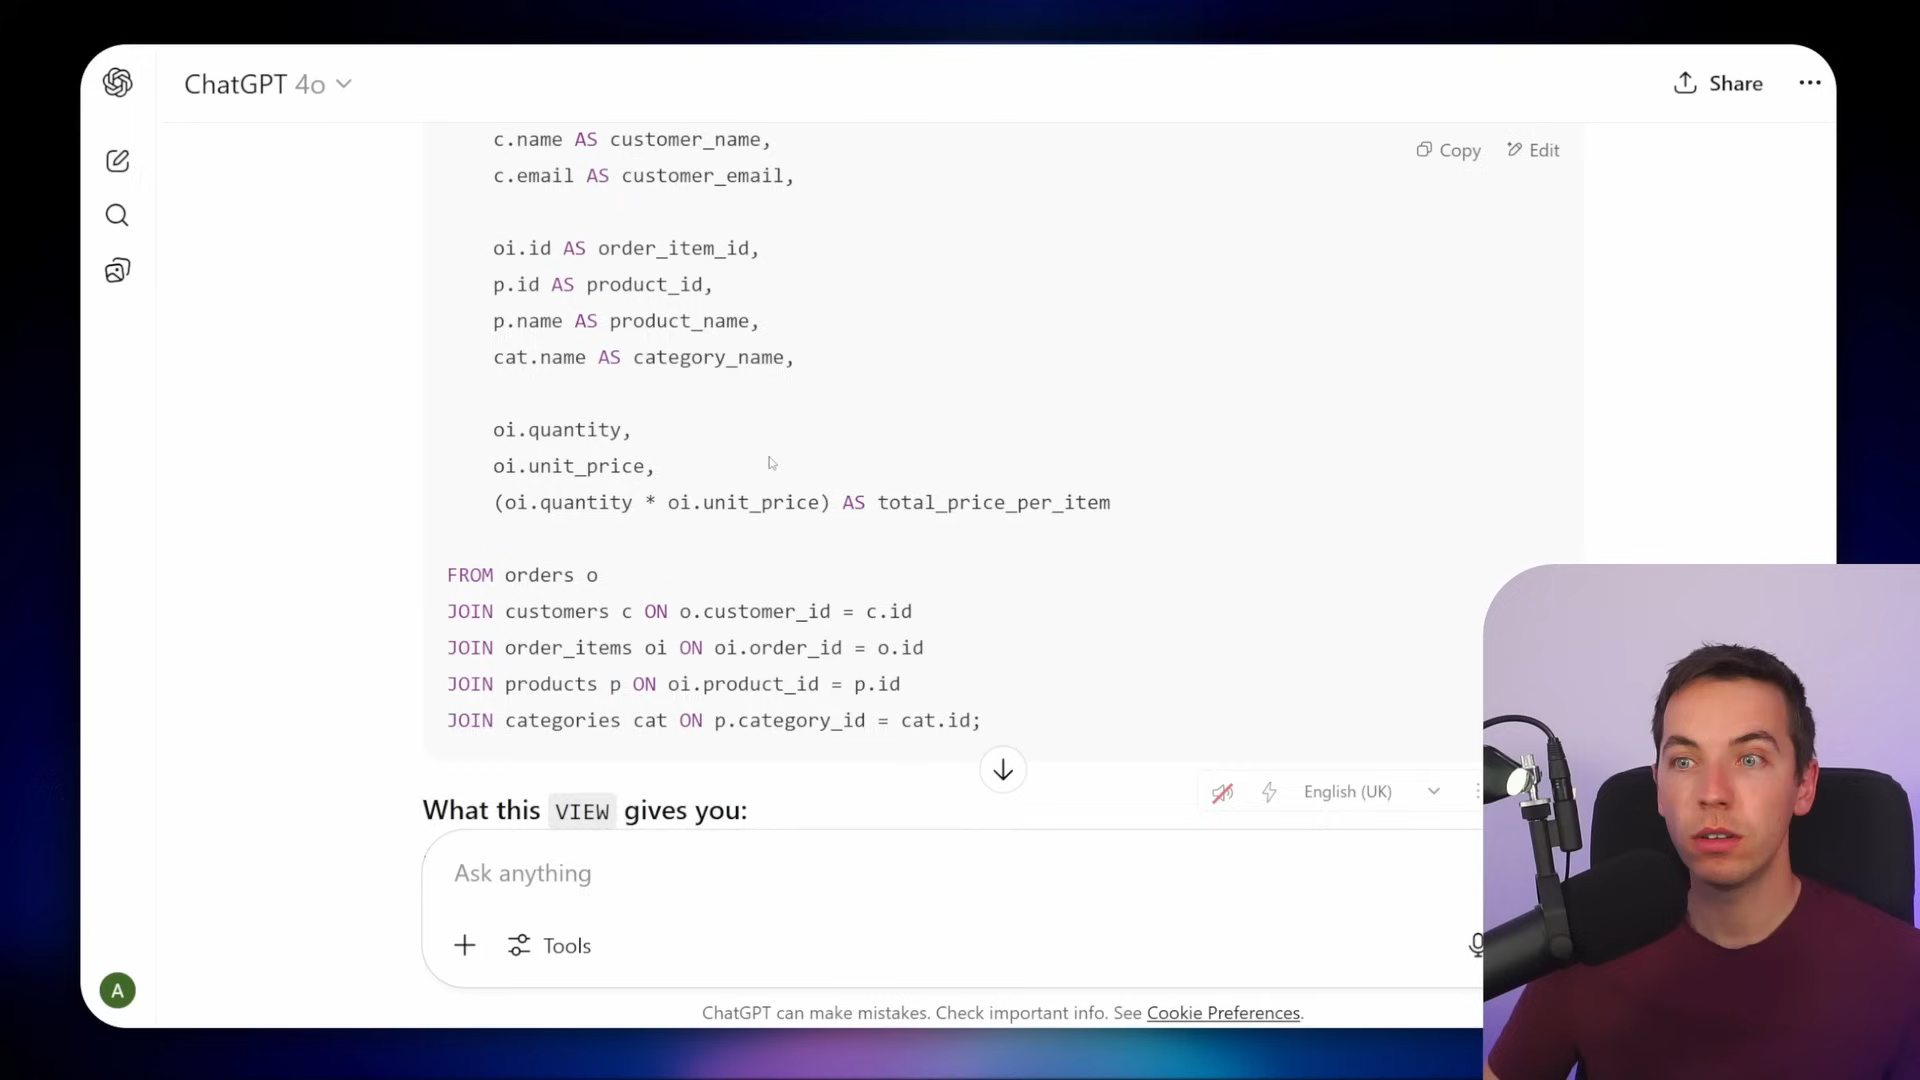 ChatGPT 4o
Share
c.name AS customer_name,
Copy
Edit
c.email AS customer_email,
oi.id AS order_item_id,
p.id AS product_id,
p.name AS product_name,
cat.name AS category_name,
oi.quantity,
oi.unit_price,
(oi.quantity * oi.unit_price) AS total_price_per_item
FROM orders o
JOIN customers c ON o.customer_id = c.id
JOIN order_items oi ON oi.order_id = o.id
JOIN products p ON oi.product_id = p.id
JOIN categories cat ON p.category_id = cat.id;
English (UK)
What this VIEW gives you:
Ask anything
Tools
A
ChatGPT can make mistakes. Check important info. See Cookie Preferences.